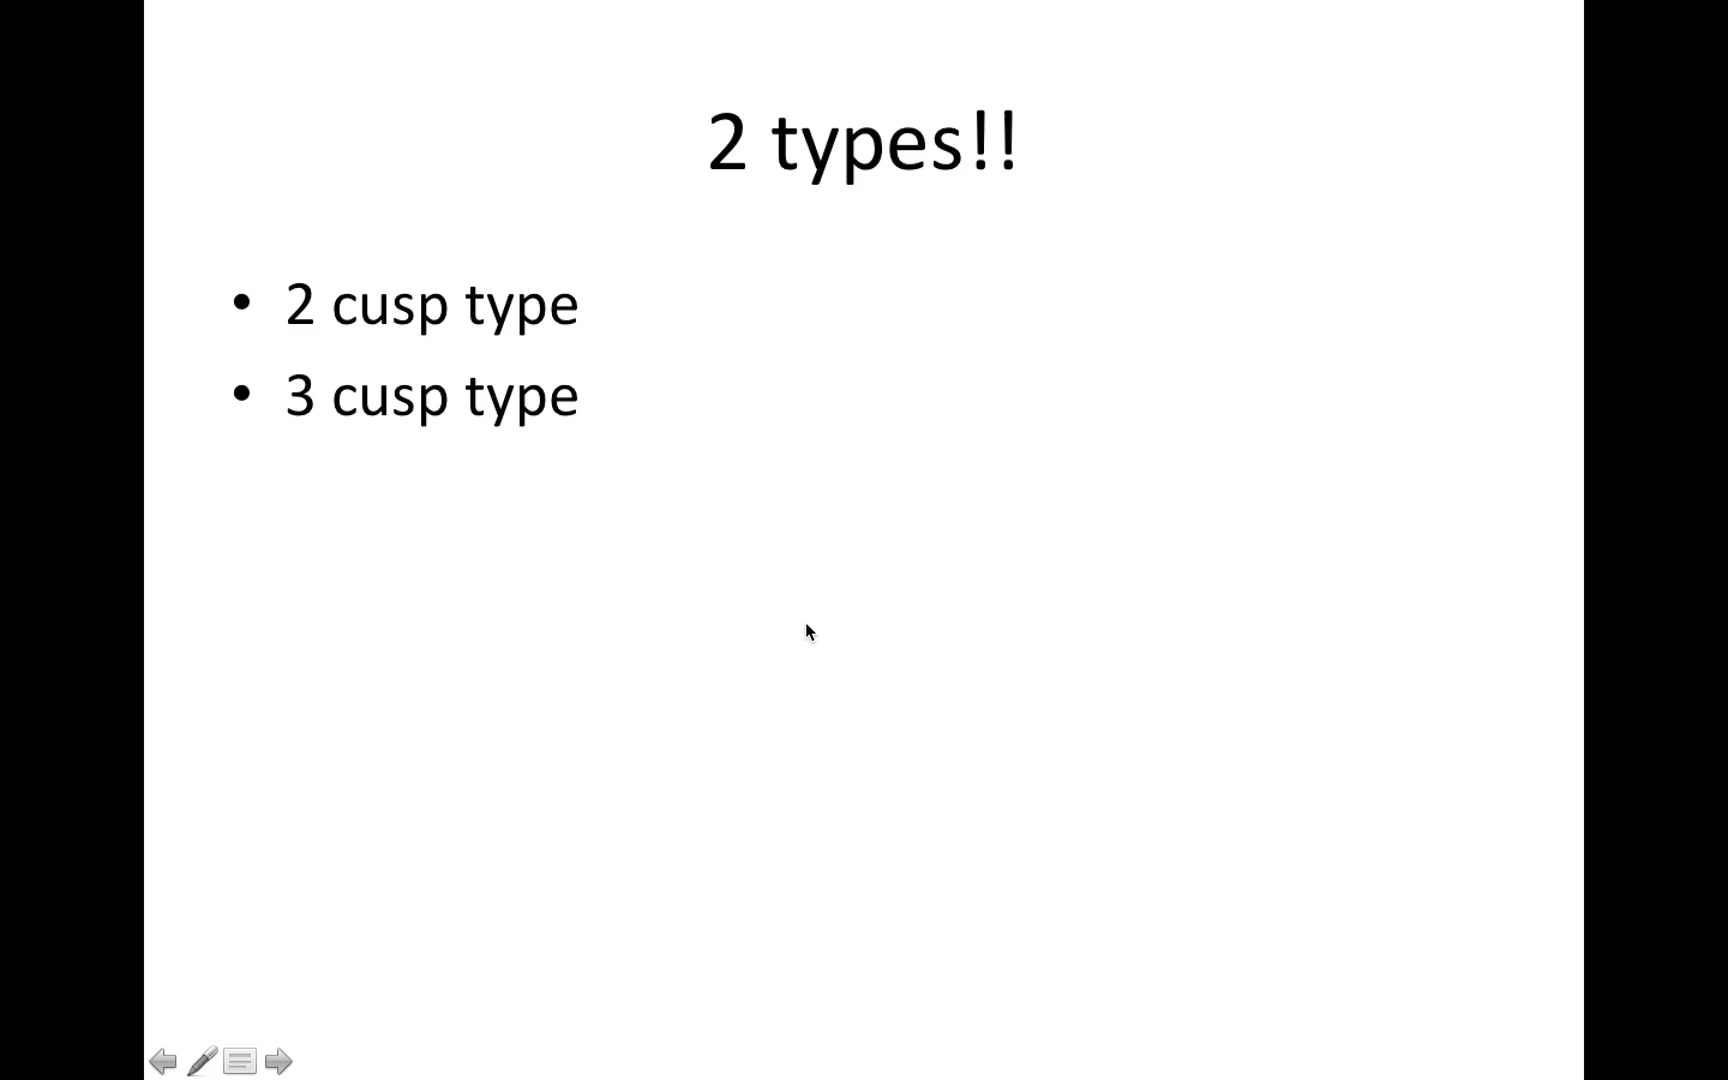 2 types!!
• 2 cusp type
• 3 cusp type